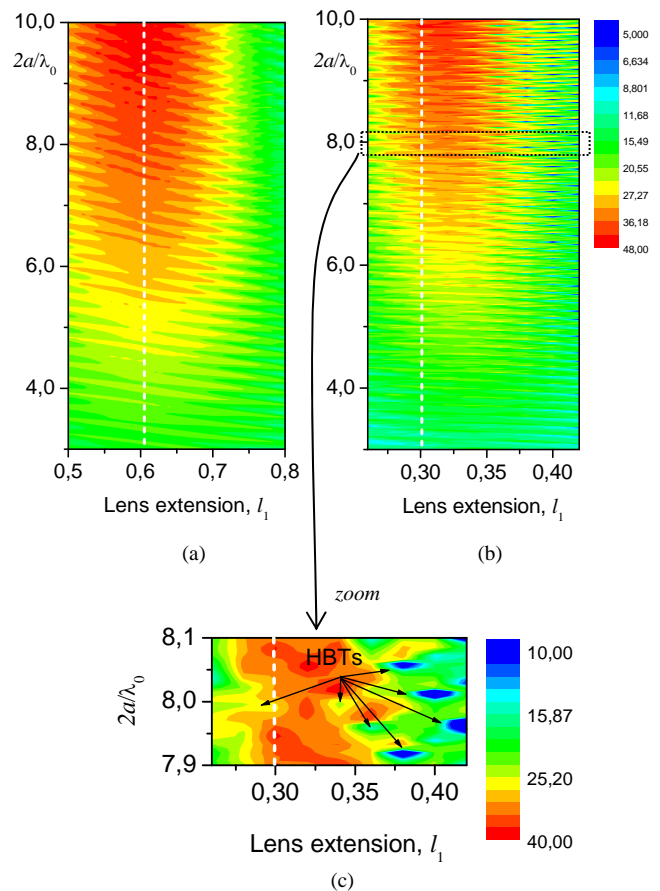 10,0
2a/λ0
8,0
6,0
4,0
0,5 0,6 0,7 0,8
Lens extension, l1
(a)
10,0
2a/λ0
8,0
6,0
4,0
0,30 0,35 0,40
Lens extension, l1
(b)
5,000
6,634
8,801
11,68
15,49
20,55
27,26
36,18
48,00
zoom
8,1
8,0
7,9
2a/λ0
HBTs
0,30 0,35 0,40
Lens extension, l1
(c)
10,00
15,87
25,20
40,00